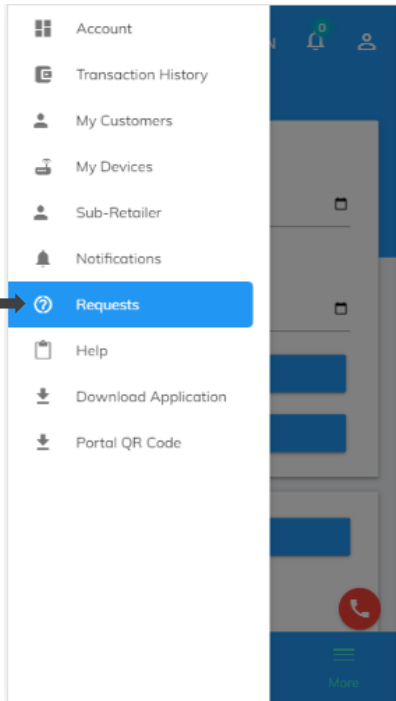 Account
N
0
Transaction History
My Customers
My Devices
Sub-Retailer
Notifications
Requests
Help
Download Application
Portal QR Code
More